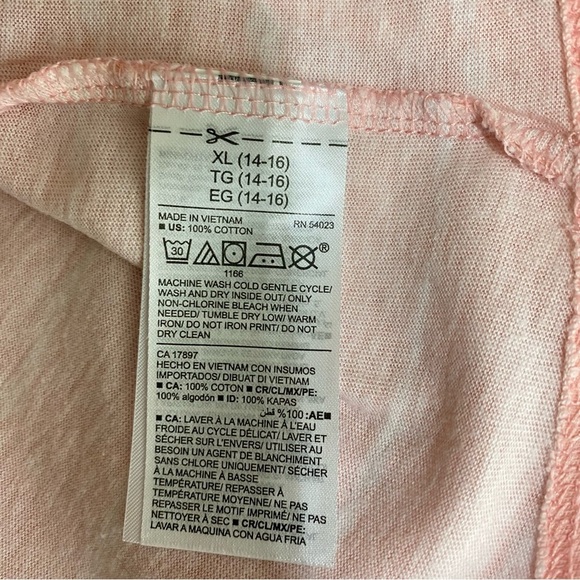 XL (14-16)
TG (14-16)
EG (14-16)
MADE IN VIETNAM RN 54023
■ US: 100% COTTON
30
®
1166
MACHINE WASH COLD GENTLE CYCLE/
WASH AND DRY INSIDE OUT/ ONLY
NON-CHLORINE BLEACH WHEN
NEEDED/ TUMBLE DRY LOW/ WARM
IRON/ DO NOT IRON PRINT/ DO NOT
DRY CLEAN
CA 17897
HECHO EN VIETNAM CON INSUMOS
IMPORTADOS/ DIBUAT DI VIETNAM
■ CA: 100% COTON ■ CR/CL/MX/PE:
100% algodón ■ ID: 100% KAPAS
■ AE: 100% قطن
■ CA: LAVER À LA MACHINE À L'EAU
FROIDE AU CYCLE DÉLICAT/ LAVER ET
SÉCHER SUR L'ENVERS/ UTILISER AU
BESOIN UN AGENT DE BLANCHIMENT
SANS CHLORE UNIQUEMENT/ SÉCHER
À LA MACHINE À BASSE
TEMPÉRATURE/ REPASSER À
TEMPÉRATURE MOYENNE/ NE PAS
REPASSER LE MOTIF IMPRIMÉ/ NE PAS
NETTOYER À SEC ■ CR/CL/MX/PE:
LAVAR A MAQUINA CON AGUA FRIA